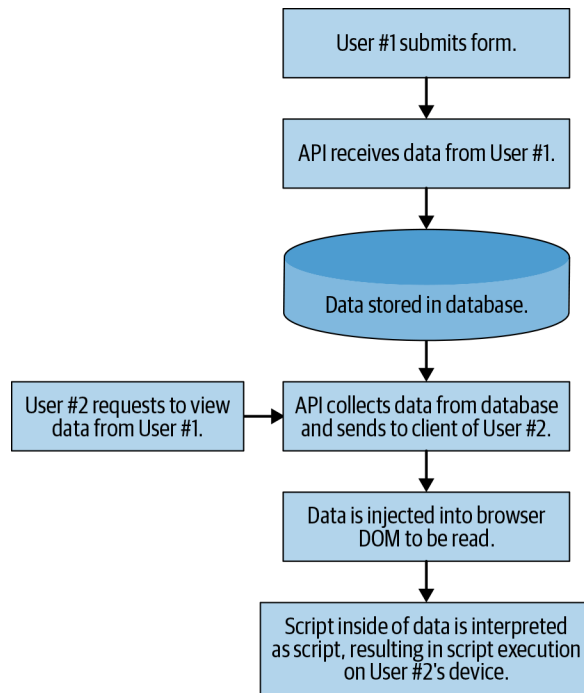 User #1 submits form.
API receives data from User #1.
Data stored in database.
User #2 requests to view
data from User #1.
API collects data from database
and sends to client of User #2.
Data is injected into browser
DOM to be read.
Script inside of data is interpreted
as script, resulting in script execution
on User #2's device.